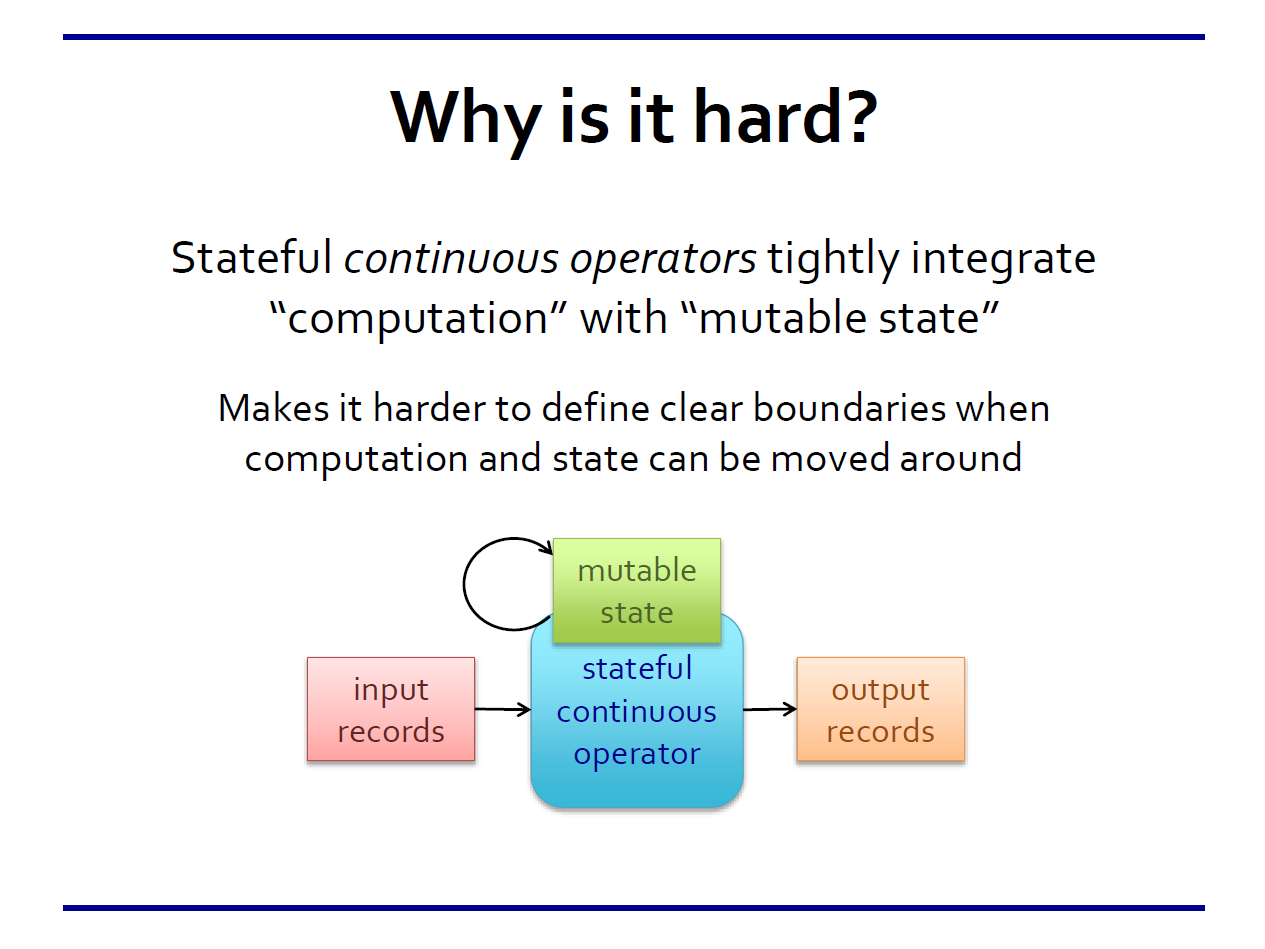 Why is it hard?
Stateful continuous operators tightly integrate
“computation” with “mutable state”
Makes it harder to define clear boundaries when
computation and state can be moved around
mutable
state
input
records
stateful
continuous
operator
output
records